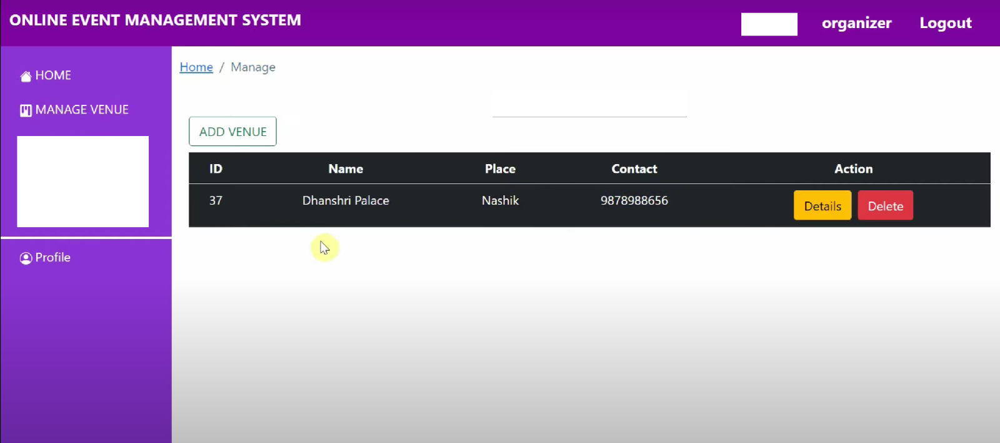 ONLINE EVENT MANAGEMENT SYSTEM
organizer Logout
HOME
MANAGE VENUE
Profile
Home / Manage
ADD VENUE
ID Name Place Contact Action
37 Dhanshri Palace Nashik 9878988656 Details Delete